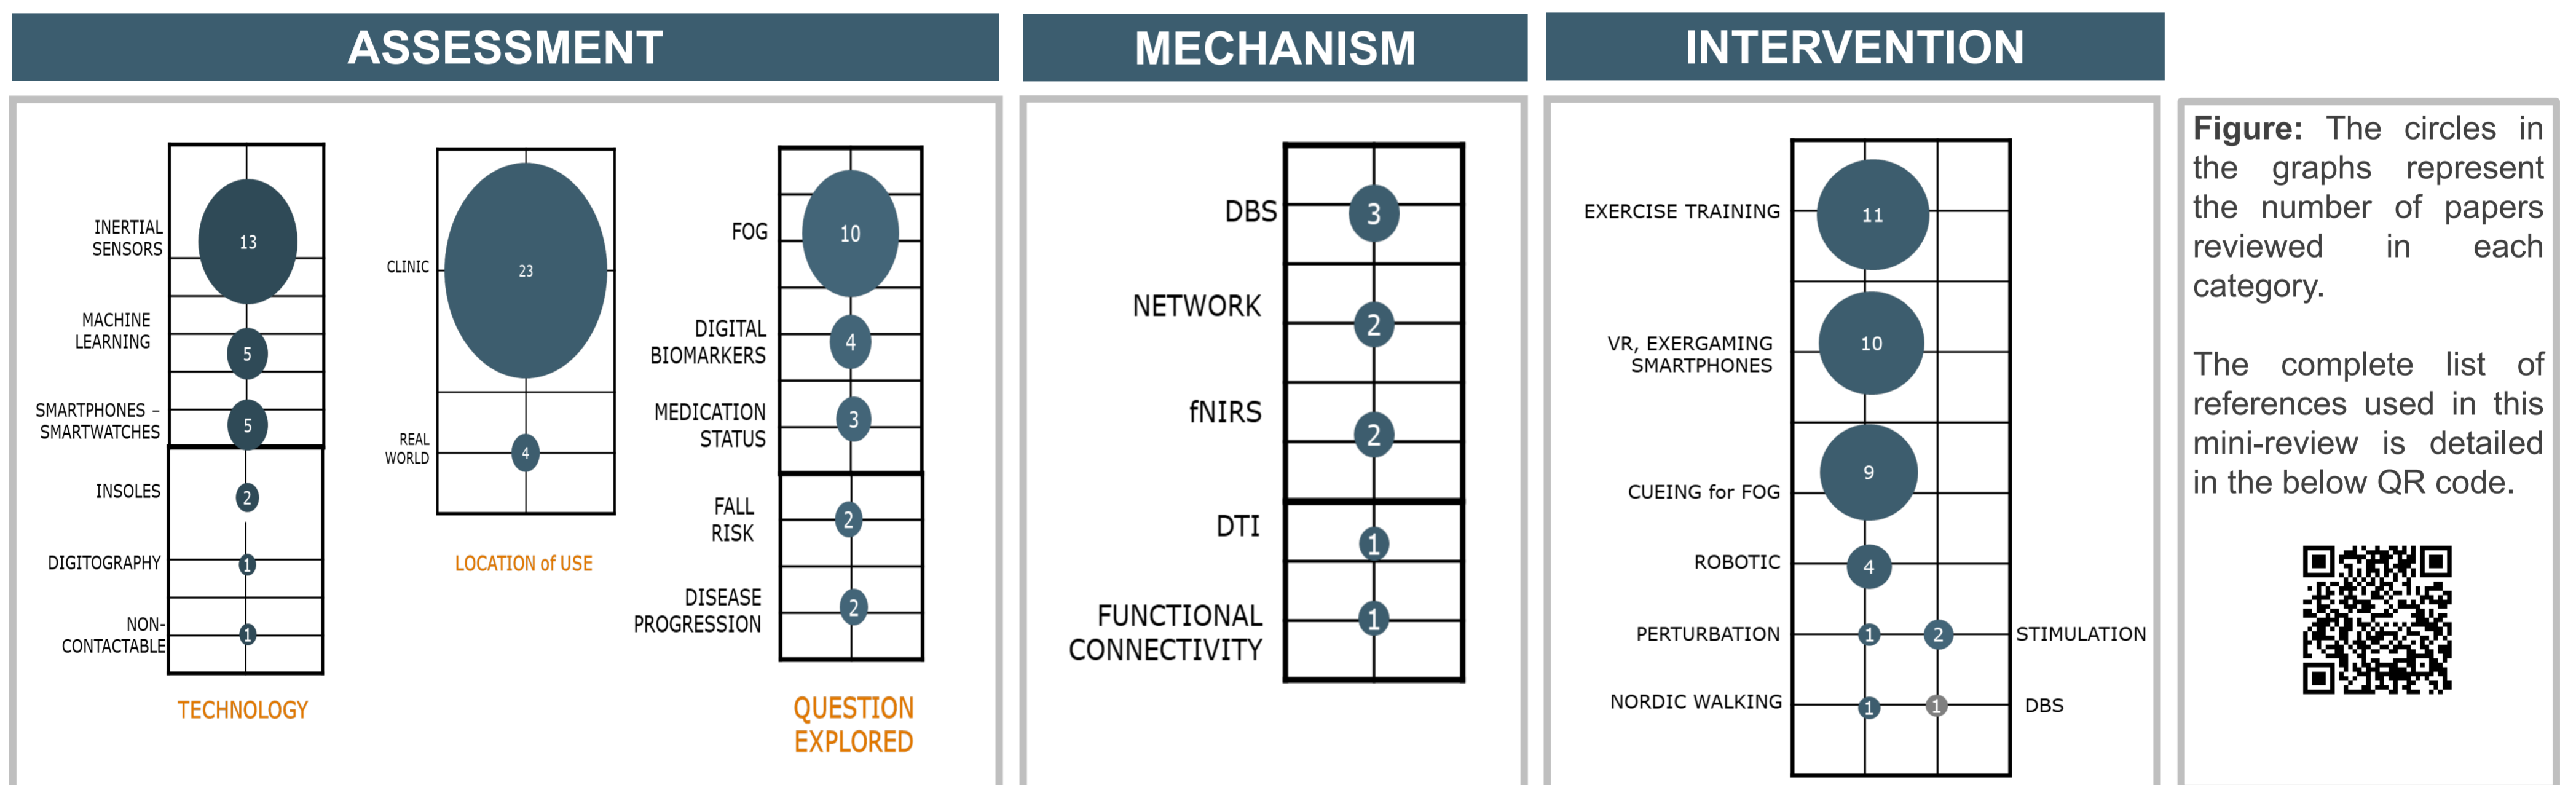 ASSESSMENT
INERTIAL
SENSORS
13
MACHINE
LEARNING
5
SMARTPHONES –
SMARTWATCHES
5
INSOLES
2
DIGITOGRAPHY
1
NON-
CONTACTABLE
1
TECHNOLOGY
CLINIC
23
REAL
WORLD
4
LOCATION of USE
FOG
10
DIGITAL
BIOMARKERS
4
MEDICATION
STATUS
3
FALL
RISK
2
DISEASE
PROGRESSION
2
QUESTION
EXPLORED
MECHANISM
DBS
3
NETWORK
2
fNIRS
2
DTI
1
FUNCTIONAL
CONNECTIVITY
1
INTERVENTION
EXERCISE TRAINING
11
VR, EXERGAMING
SMARTPHONES
10
CUEING for FOG
9
ROBOTIC
4
PERTURBATION
1
2
STIMULATION
NORDIC WALKING
1
1
DBS
Figure: The circles in
the graphs represent
the number of papers
reviewed in each
category.
The complete list of
references used in this
mini-review is detailed
in the below QR code.